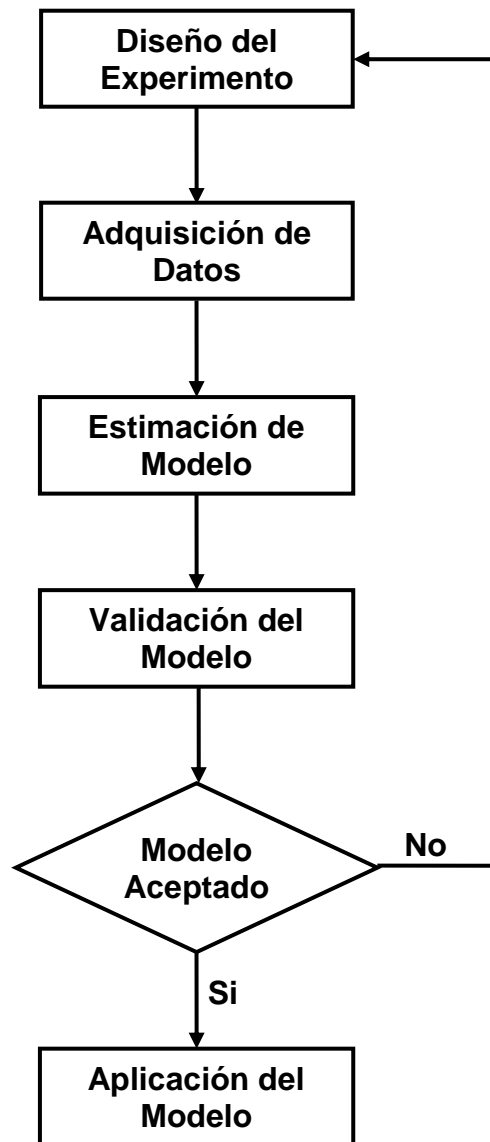 Diseño del
Experimento
Adquisición de
Datos
Estimación de
Modelo
Validación del
Modelo
Modelo
Aceptado
No
Si
Aplicación del
Modelo